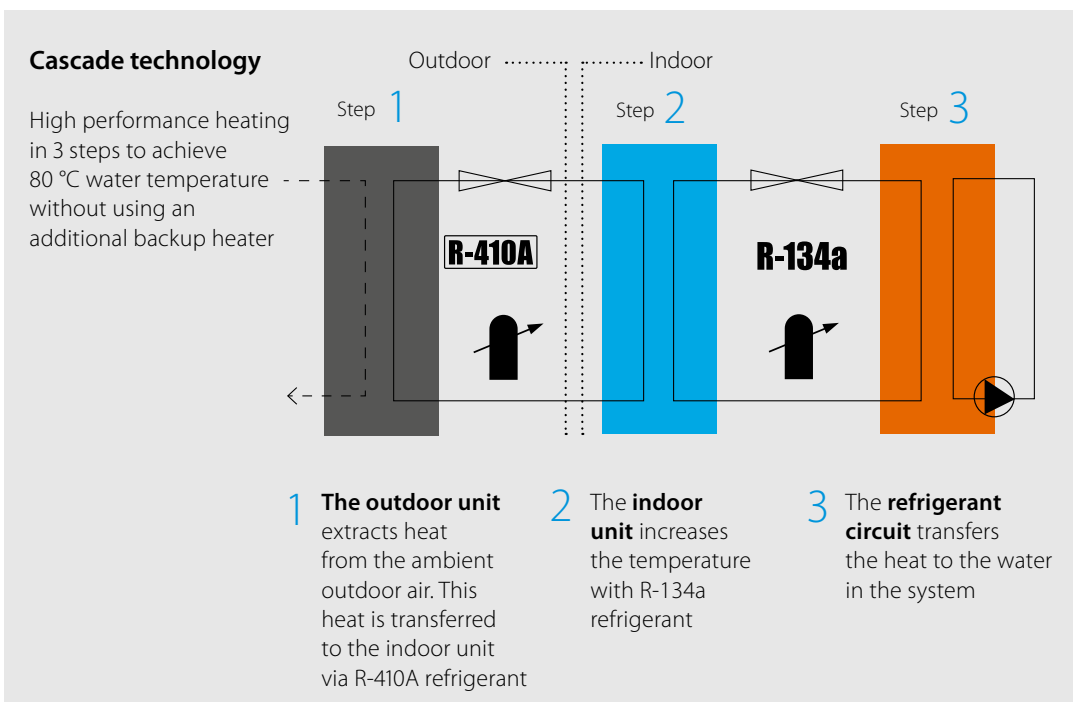 Cascade technology
High performance heating
in 3 steps to achieve
80 °C water temperature
without using an
additional backup heater
Outdoor
Indoor
Step 1
Step 2
Step 3
R-410A
R-134a
1 The outdoor unit
extracts heat
from the ambient
outdoor air. This
heat is transferred
to the indoor unit
via R-410A refrigerant
2 The indoor
unit increases
the temperature
with R-134a
refrigerant
3 The refrigerant
circuit transfers
the heat to the water
in the system